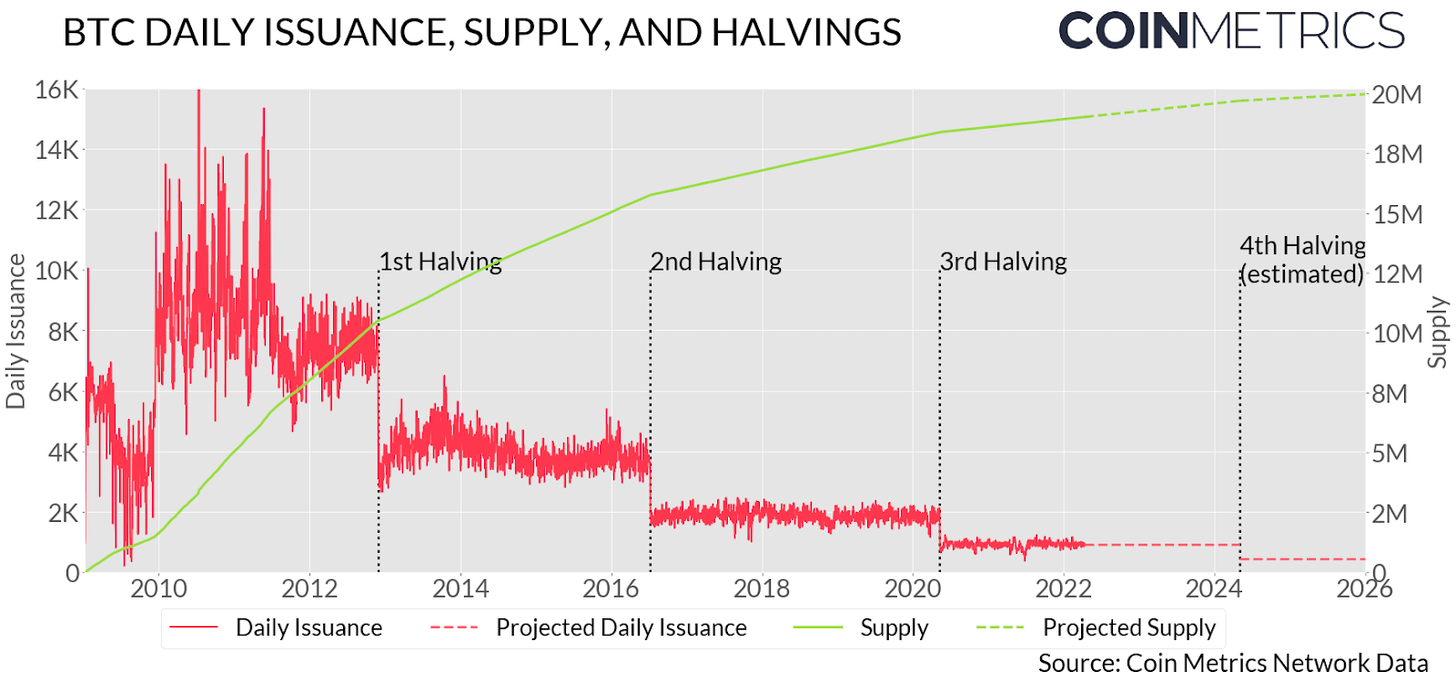 BTC DAILY ISSUANCE, SUPPLY, AND HALVINGS
COINMETRICS
16K
14K
12K
10K
8K
6K
4K
2K
0
Daily Issuance
1st Halving
2nd Halving
3rd Halving
4th Halving
(estimated)
20M
18M
15M
12M
10M
8M
5M
2M
0
Supply
2010
2012
2014
2016
2018
2020
2022
2024
2026
Daily Issuance
Projected Daily Issuance
Supply
Projected Supply
Source: Coin Metrics Network Data